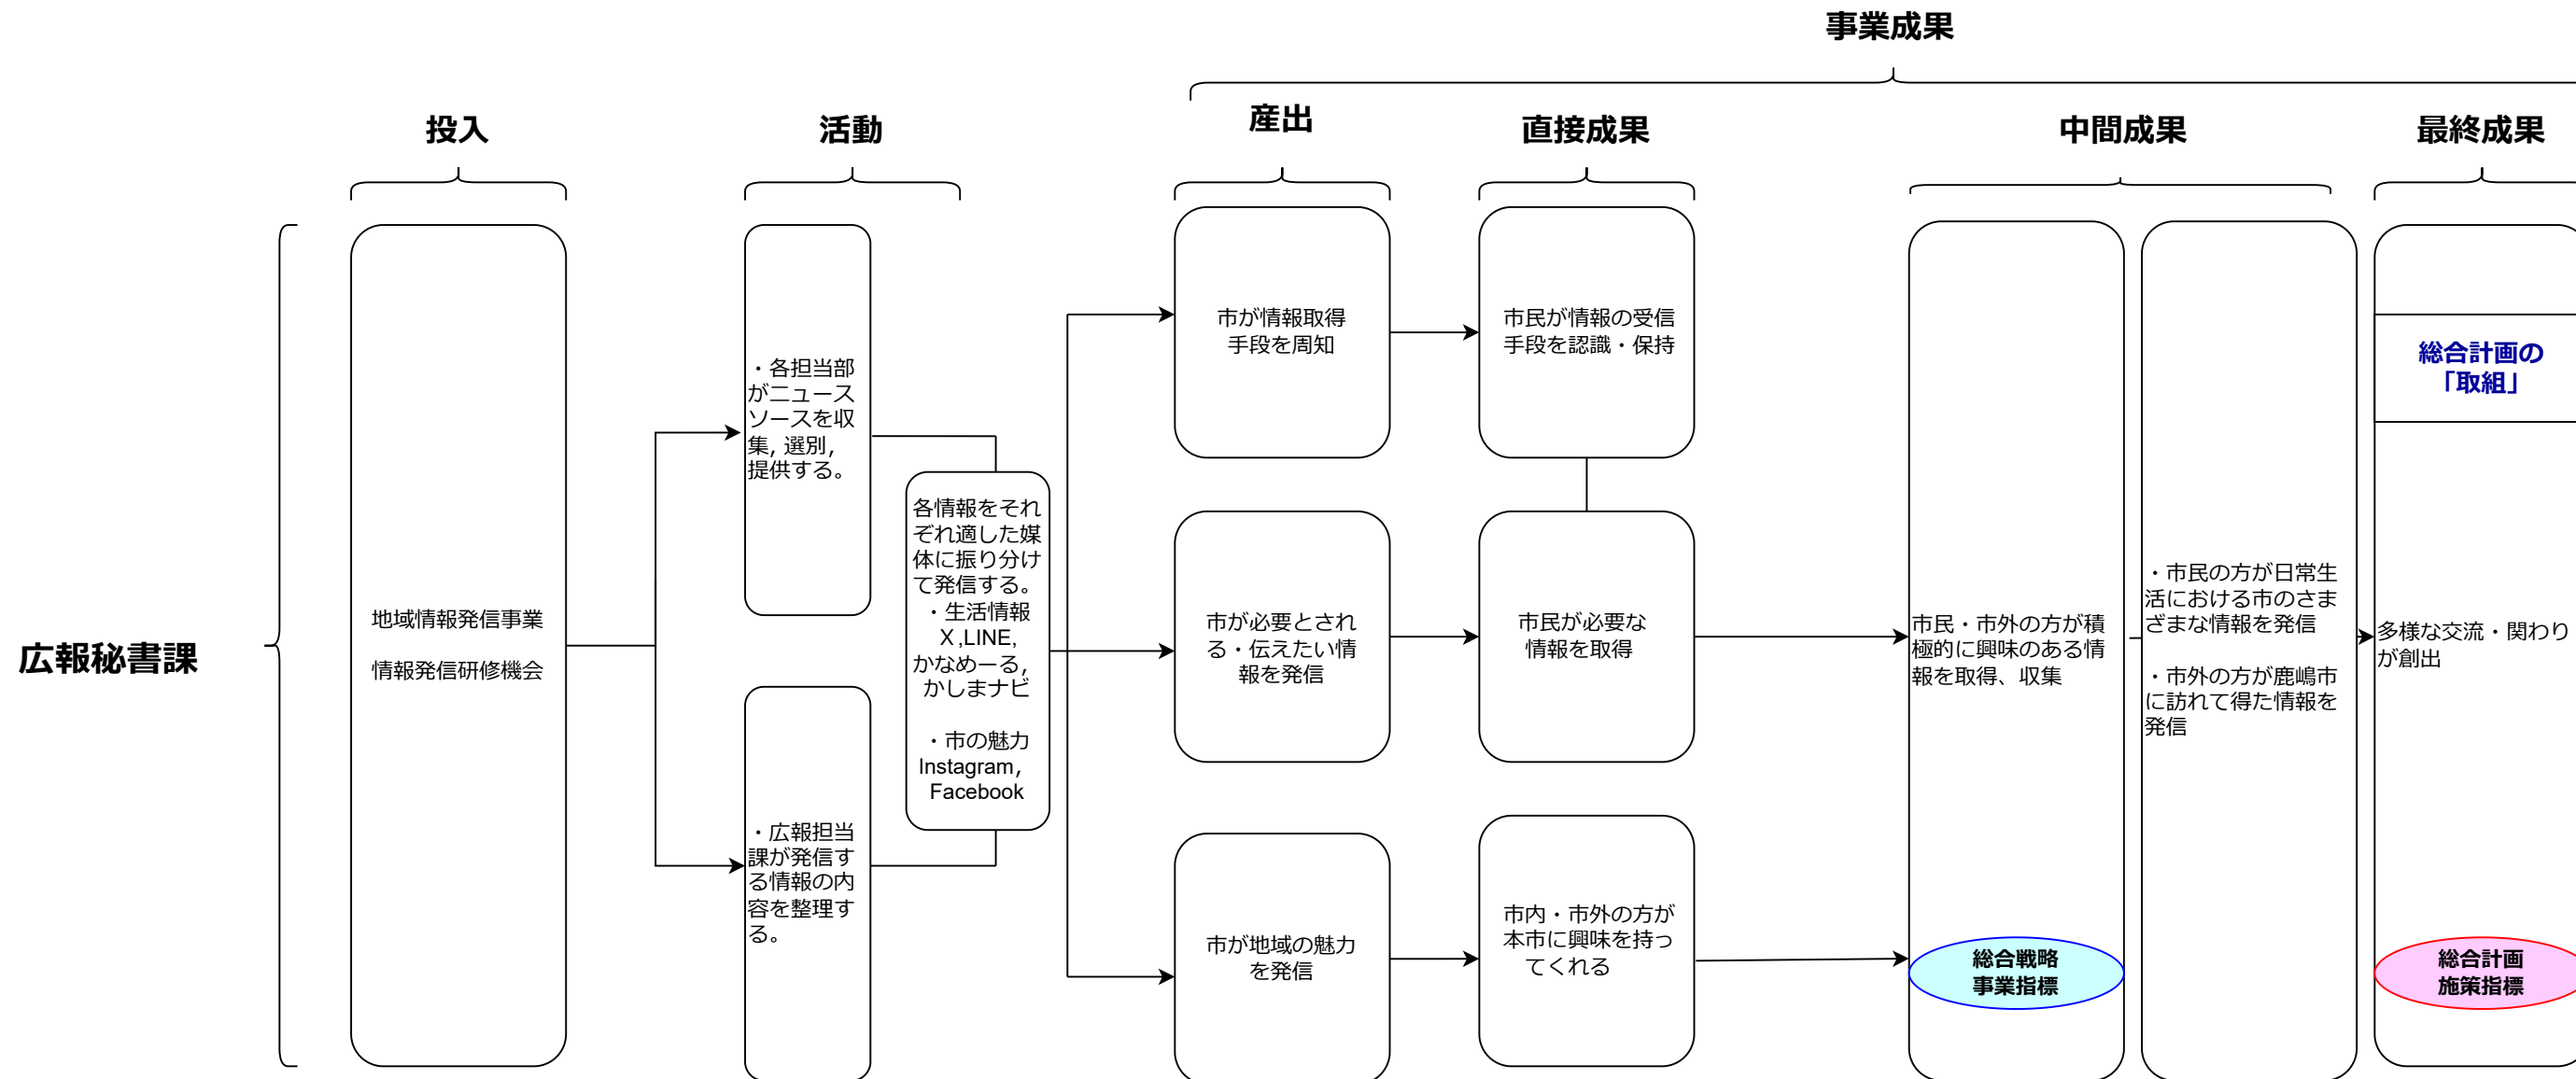 事業成果
投入
活動
産出
直接成果
中間成果
最終成果
広報秘書課
地域情報発信事業
情報発信研修機会
・各担当部
がニュース
ソースを収
集, 選別,
提供する。
・広報担当
課が発信す
る情報の内
容を整理す
る。
各情報をそれ
ぞれ適した媒
体に振り分け
て発信する。
・生活情報
X ,LINE,
かなめーる,
かしまナビ
・市の魅力
Instagram,
Facebook
市が情報取得
手段を周知
市が必要とされ
る・伝えたい情
報を発信
市が地域の魅力
を発信
市民が情報の受信
手段を認識・保持
市民が必要な
情報を取得
市内・市外の方が
本市に興味を持っ
てくれる
市民・市外の方が積
極的に興味のある情
報を取得、収集
総合戦略
事業指標
・市民の方が日常生
活における市のさま
ざまな情報を発信
・市外の方が鹿嶋市
に訪れて得た情報を
発信
総合計画の
「取組」
多様な交流・関わり
が創出
総合計画
施策指標